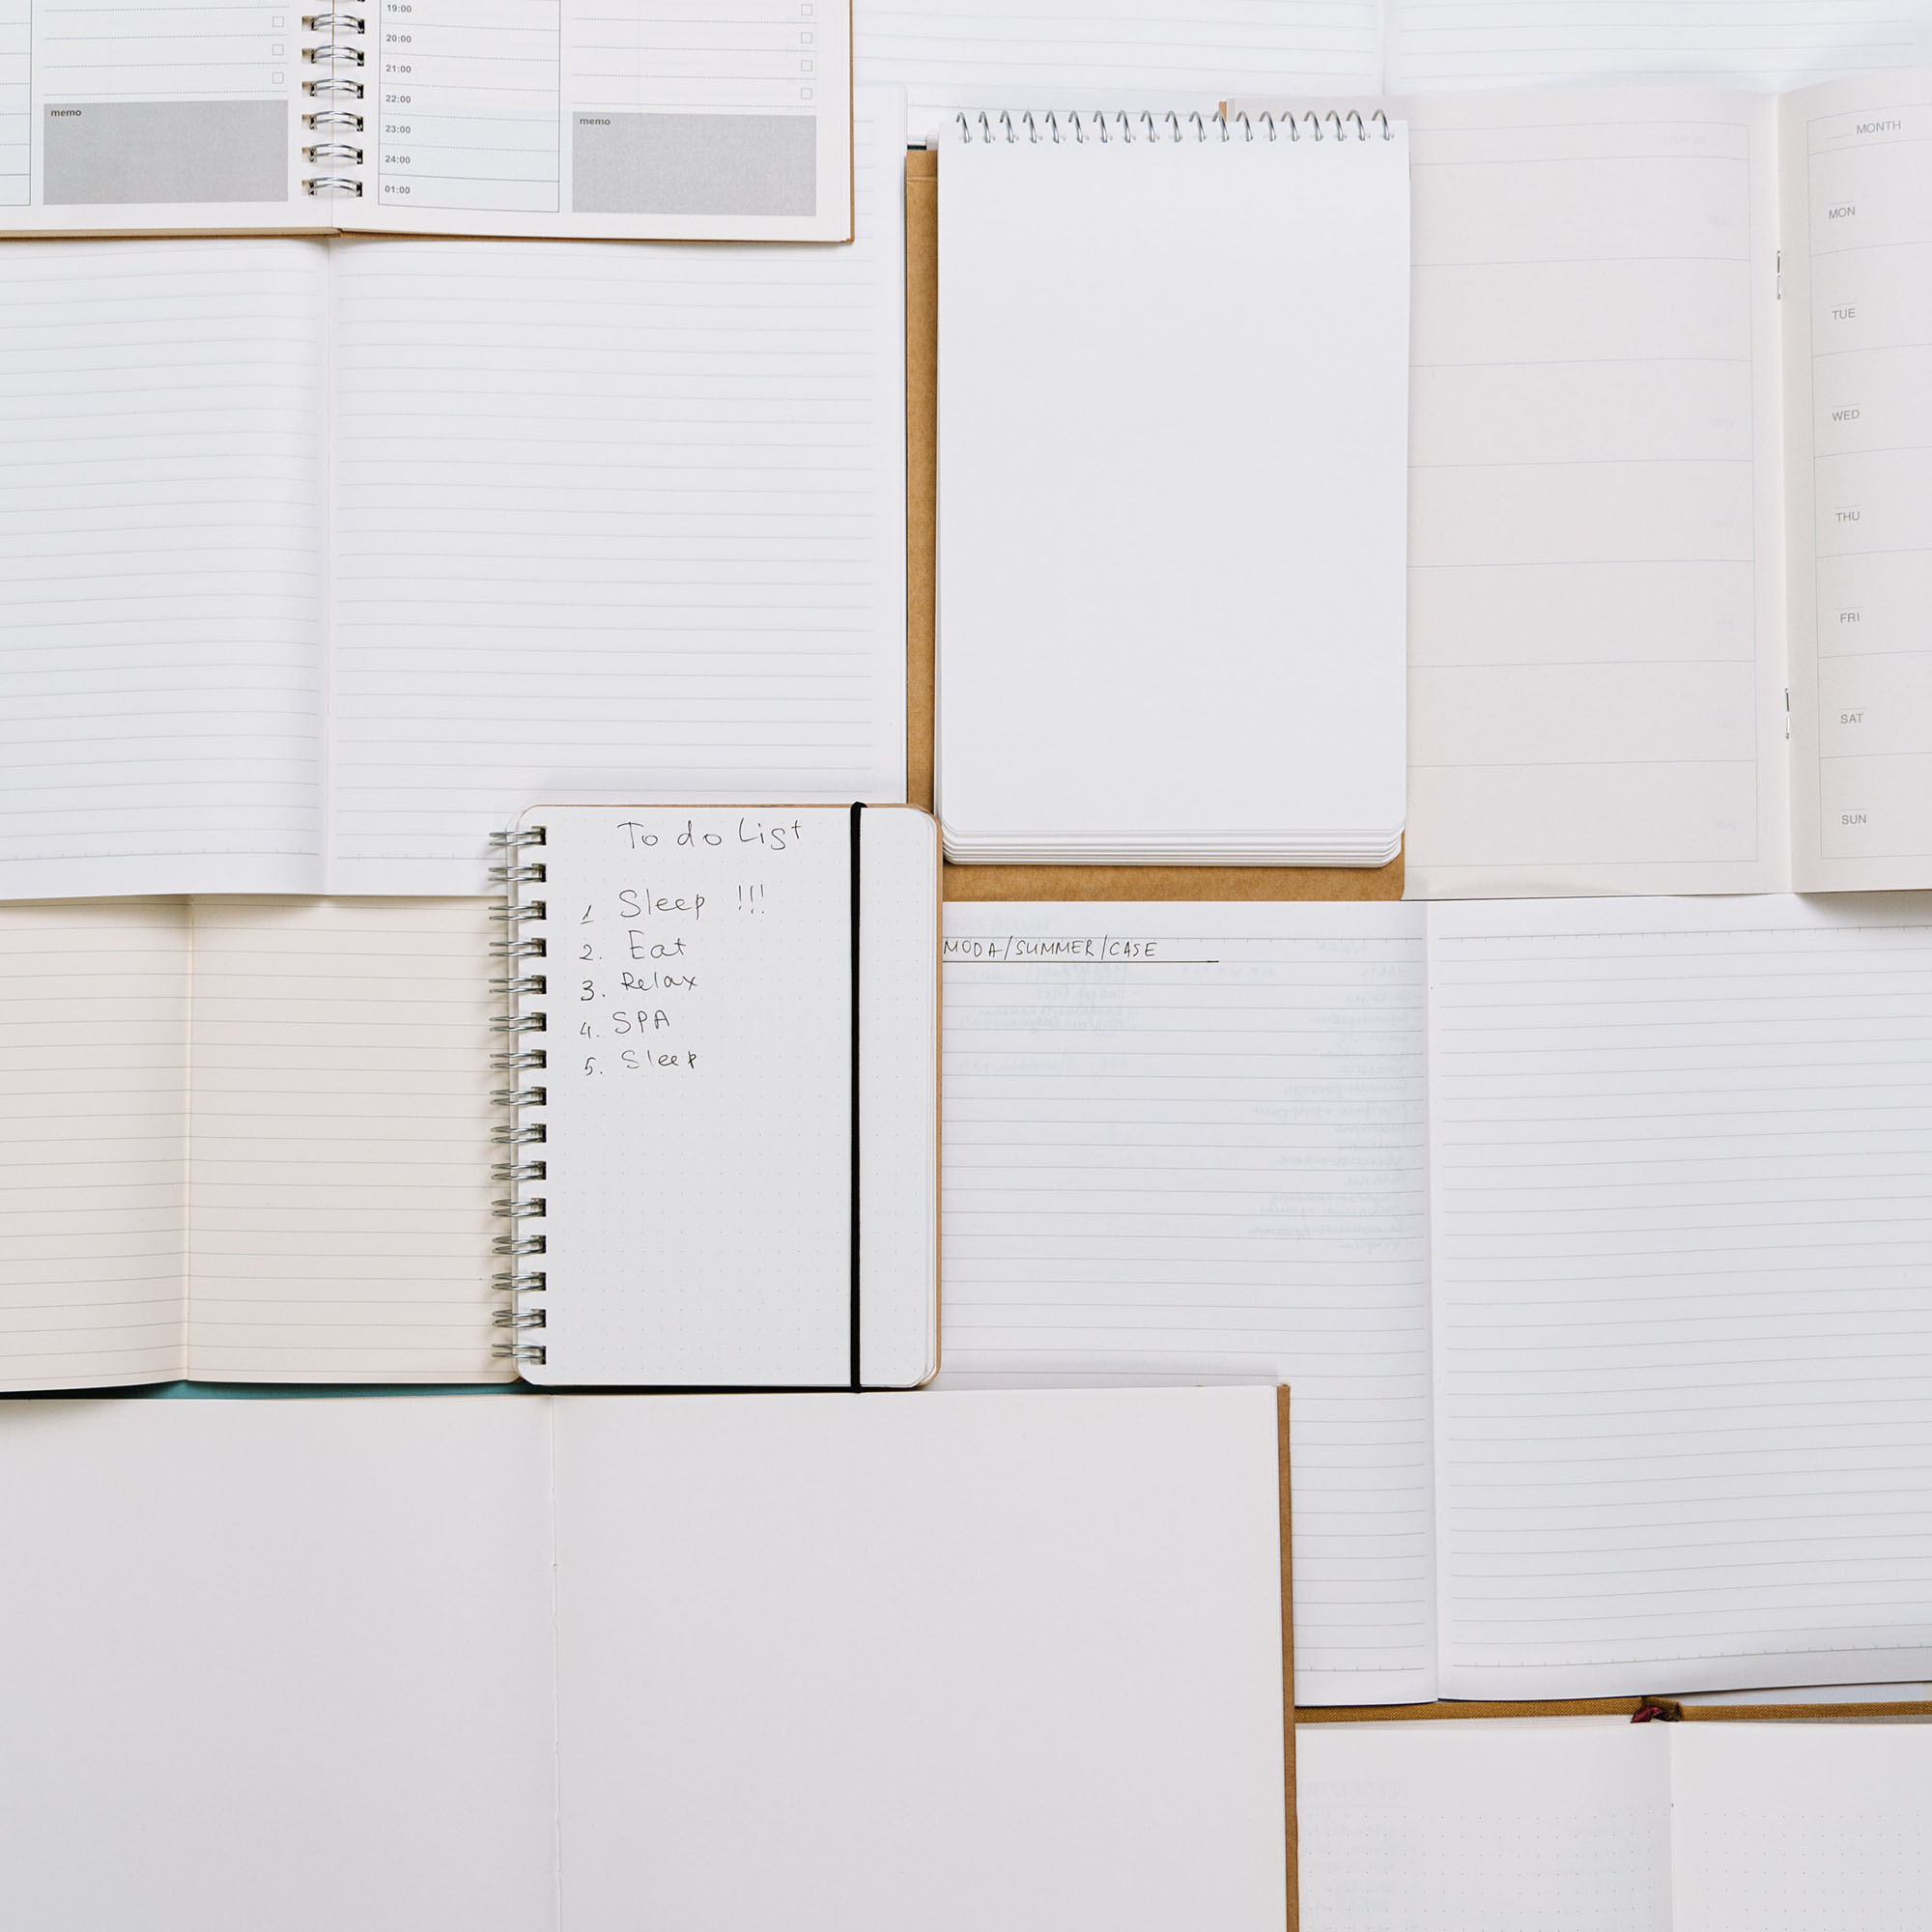 19:00
20:00
21:00
22:00
23:00
24:00
01:00
memo
memo
MONTH
MON
TUE
WED
THU
FRI
SAT
SUN
To do List
1 Sleep !!!
2. Eat
3. Relax
4. SPA
5. Sleep
MODA/SUMMER/CASE